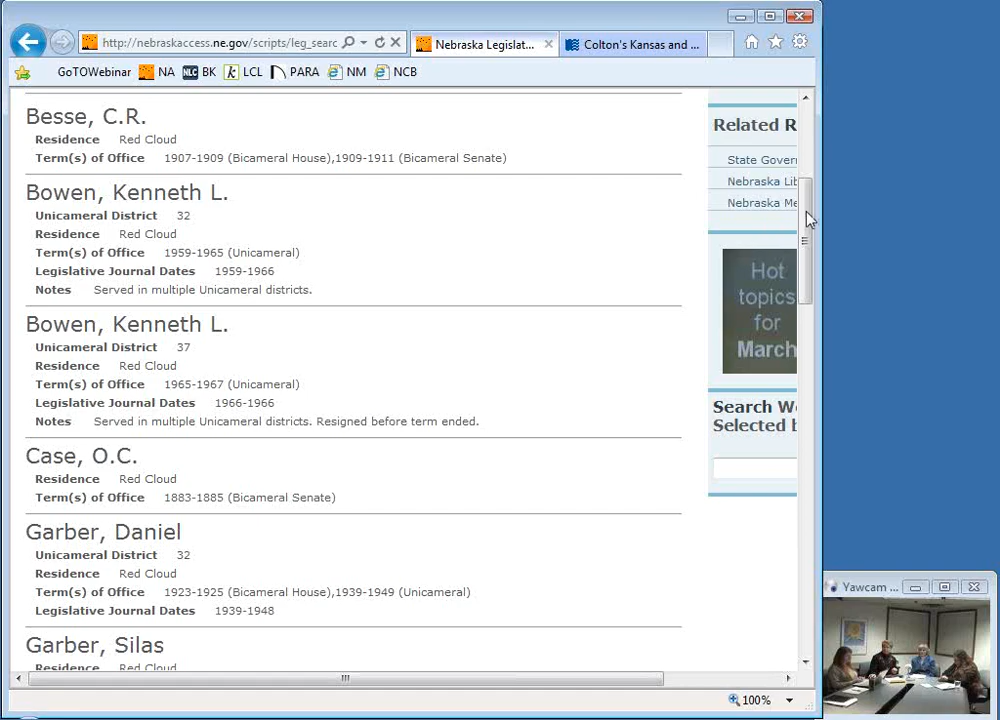 http://nebraskaccess.ne.gov/scripts/leg_searc
Nebraska Legislat...
Colton's Kansas and ...
GoTOWebinar NA NLC BK k LCL PARA NM NCB
Besse, C.R.
Residence Red Cloud
Term(s) of Office 1907-1909 (Bicameral House),1909-1911 (Bicameral Senate)
Bowen, Kenneth L.
Unicameral District 32
Residence Red Cloud
Term(s) of Office 1959-1965 (Unicameral)
Legislative Journal Dates 1959-1966
Notes Served in multiple Unicameral districts.
Bowen, Kenneth L.
Unicameral District 37
Residence Red Cloud
Term(s) of Office 1965-1967 (Unicameral)
Legislative Journal Dates 1966-1966
Notes Served in multiple Unicameral districts. Resigned before term ended.
Case, O.C.
Residence Red Cloud
Term(s) of Office 1883-1885 (Bicameral Senate)
Garber, Daniel
Unicameral District 32
Residence Red Cloud
Term(s) of Office 1923-1925 (Bicameral House),1939-1949 (Unicameral)
Legislative Journal Dates 1939-1948
Garber, Silas
Residence Red Cloud
Related R
State Govern
Nebraska Lib
Nebraska Me
Hot
topics
for
March
Search W
Selected b
100%
Yawcam ...